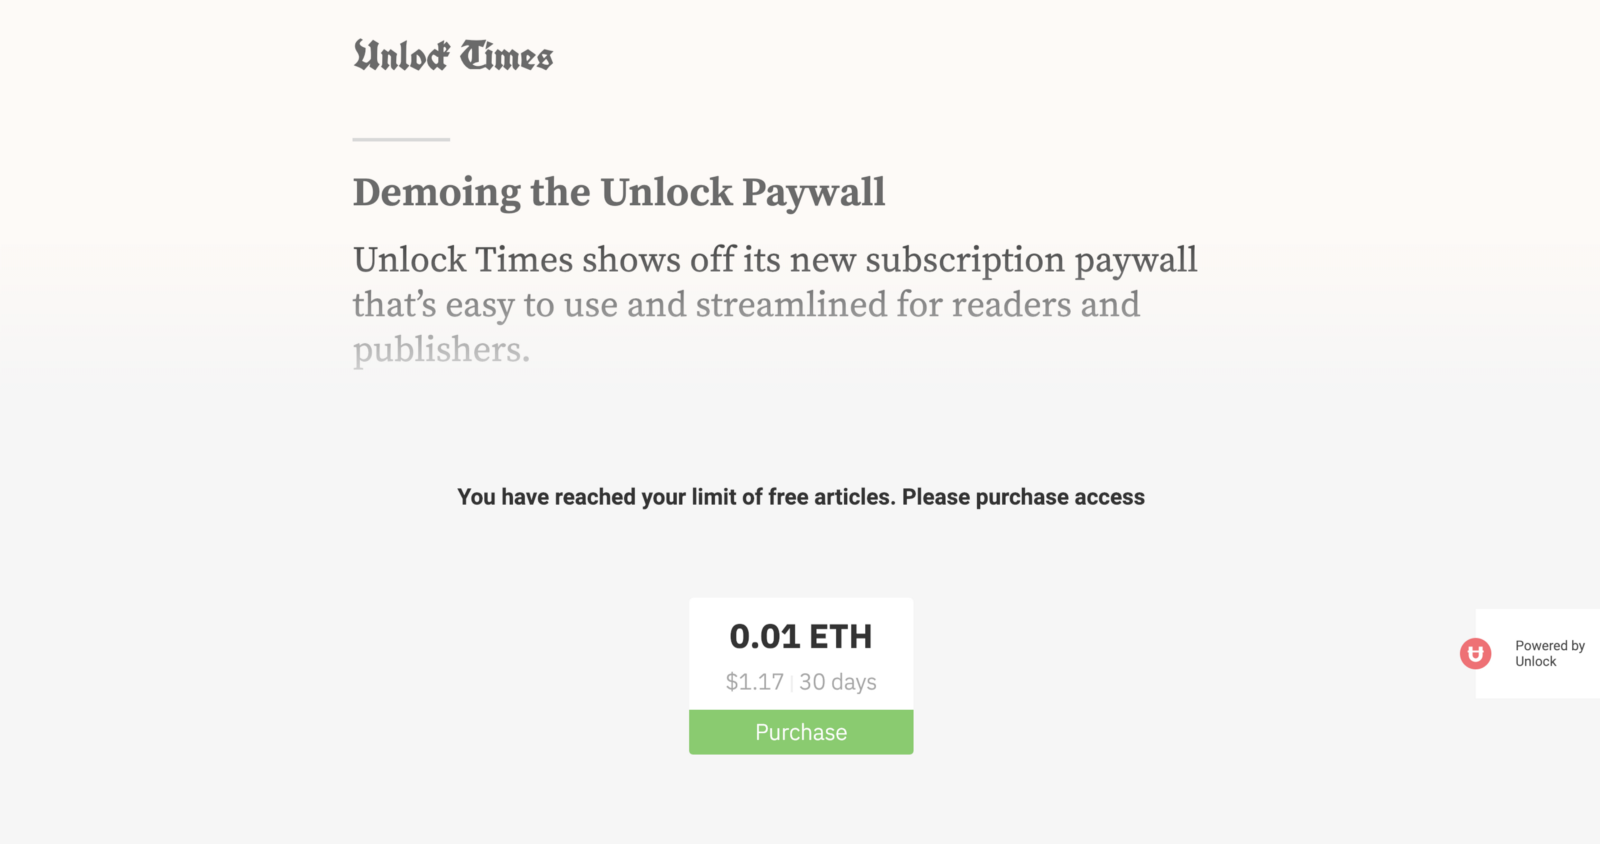 Unlock Times
Demoing the Unlock Paywall
Unlock Times shows off its new subscription paywall
that’s easy to use and streamlined for readers and
publishers.
You have reached your limit of free articles. Please purchase access
0.01 ETH
$1.17 | 30 days
Purchase
Powered by
Unlock